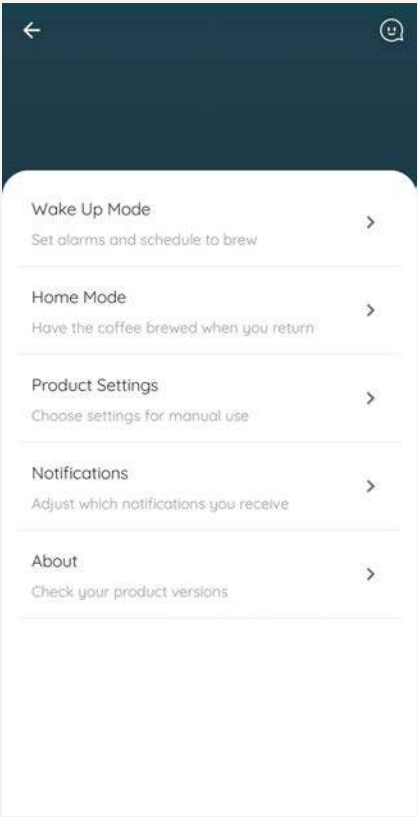 Wake Up Mode
Set alarms and schedule to brew
Home Mode
Have the coffee brewed when you return
Product Settings
Choose settings for manual use
Notifications
Adjust which notifications you receive
About
Check your product versions